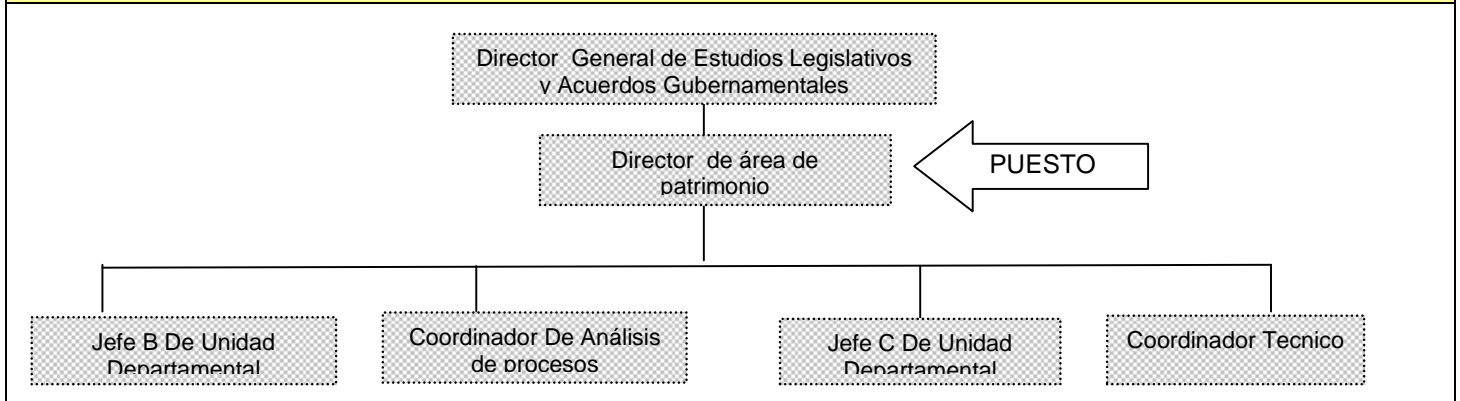 Director General de Estudios Legislativos
y Acuerdos Gubernamentales
Director de área de
patrimonio
PUESTO
Jefe B De Unidad
Departamental
Coordinador De Análisis
de procesos
Jefe C De Unidad
Departamental
Coordinador Tecnico